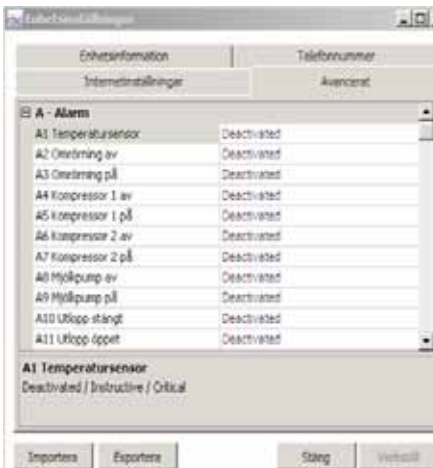 Enhetsinställningar
Enhetsinformation Telefonnummer
Internetinställningar Avancerat
A - Alarm
A1 Temperatursensor Deactivated
A2 Omrörning av Deactivated
A3 Omrörning på Deactivated
A4 Kompressor 1 av Deactivated
A5 Kompressor 1 på Deactivated
A6 Kompressor 2 av Deactivated
A7 Kompressor 2 på Deactivated
A8 Mjölkpump av Deactivated
A9 Mjölkpump på Deactivated
A10 Utlopp stängt Deactivated
A11 Utlopp öppet Deactivated
A1 Temperatursensor
Deactivated / Instructive / Critical
Importera Exportera Stäng Verkställ